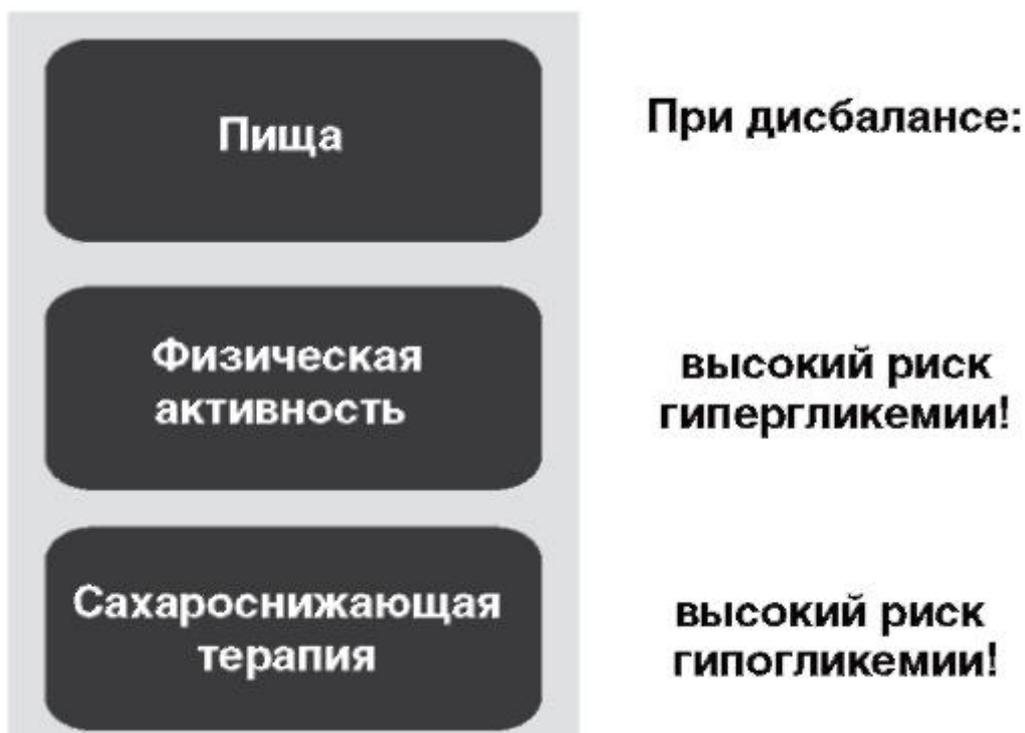 Пища
При дисбалансе:
Физическая
активность
высокий риск
гипергликемии!
Сахароснижающая
терапия
высокий риск
гипогликемии!